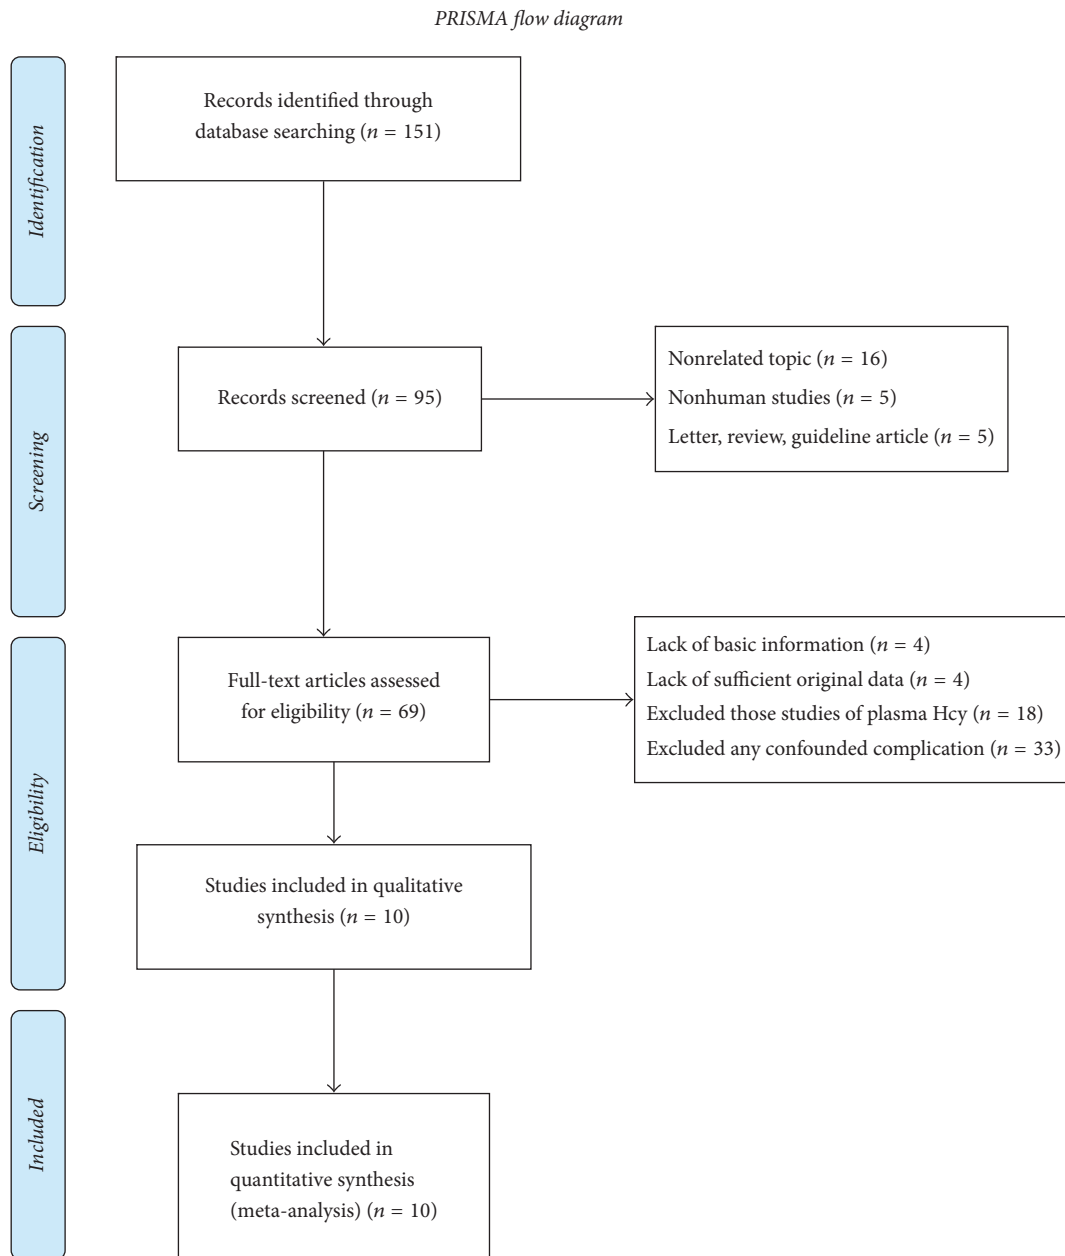 PRISMA flow diagram
Identification
Records identified through
database searching (n = 151)
Screening
Records screened (n = 95)
Nonrelated topic (n = 16)
Nonhuman studies (n = 5)
Letter, review, guideline article (n = 5)
Eligibility
Full-text articles assessed
for eligibility (n = 69)
Lack of basic information (n = 4)
Lack of sufficient original data (n = 4)
Excluded those studies of plasma Hcy (n = 18)
Excluded any confounded complication (n = 33)
Studies included in qualitative
synthesis (n = 10)
Included
Studies included in
quantitative synthesis
(meta-analysis) (n = 10)